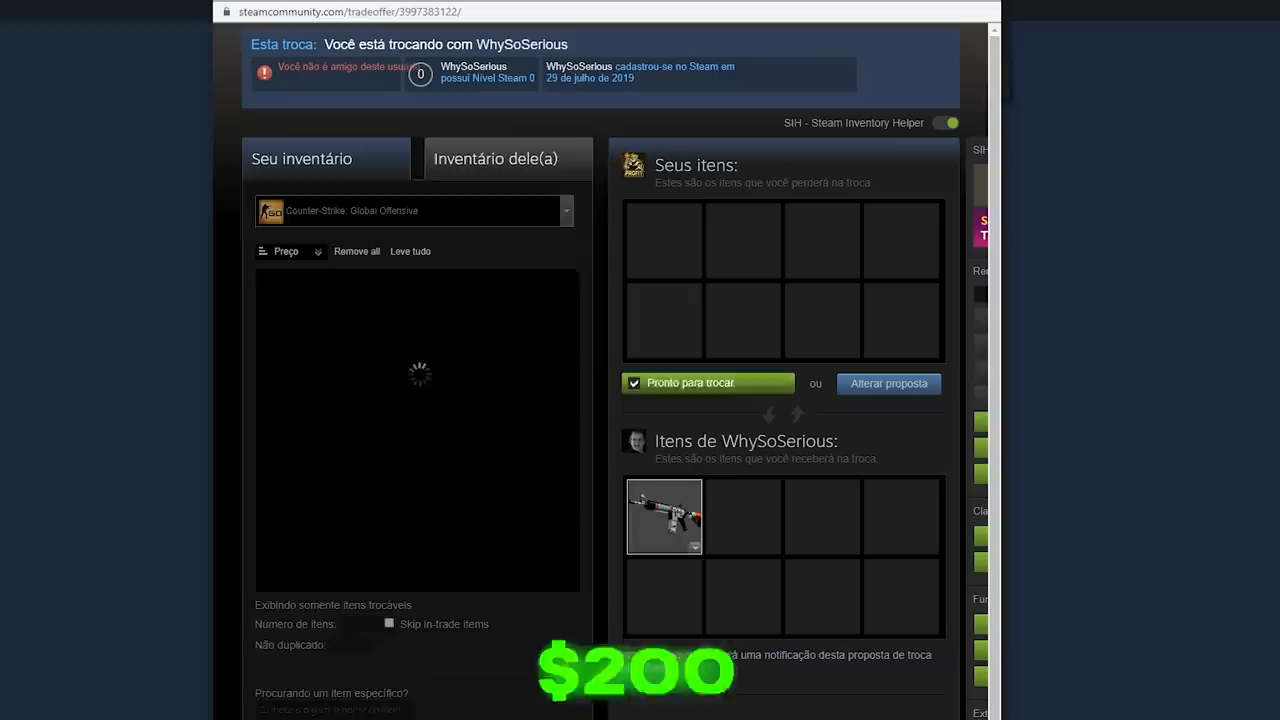 steamcommunity.com/tradeoffer/3997383122/
Esta troca: Você está trocando com WhySoSerious
Você não é amigo deste
0
WhySoSerious
possui Nível Steam 0
WhySoSerious cadastrou-se no Steam em
29 de julho de 2019
SIH - Steam Inventory Helper
Seu inventário
Inventário dele(a)
Counter-Strike: Global Offensive
Preço
Remove all
Leve tudo
Exibindo somente itens trocáveis
Número de itens:
Skip in-trade items
Não duplicado:
Procurando um item específico?
PROFIT
Seus itens:
Estes são os itens que você perderá na troca.
Pronto para trocar.
ou
Alterar proposta
Itens de WhySoSerious:
Estes são os itens que você receberá na troca.
uma notificação desta proposta de troca
$200
SIH